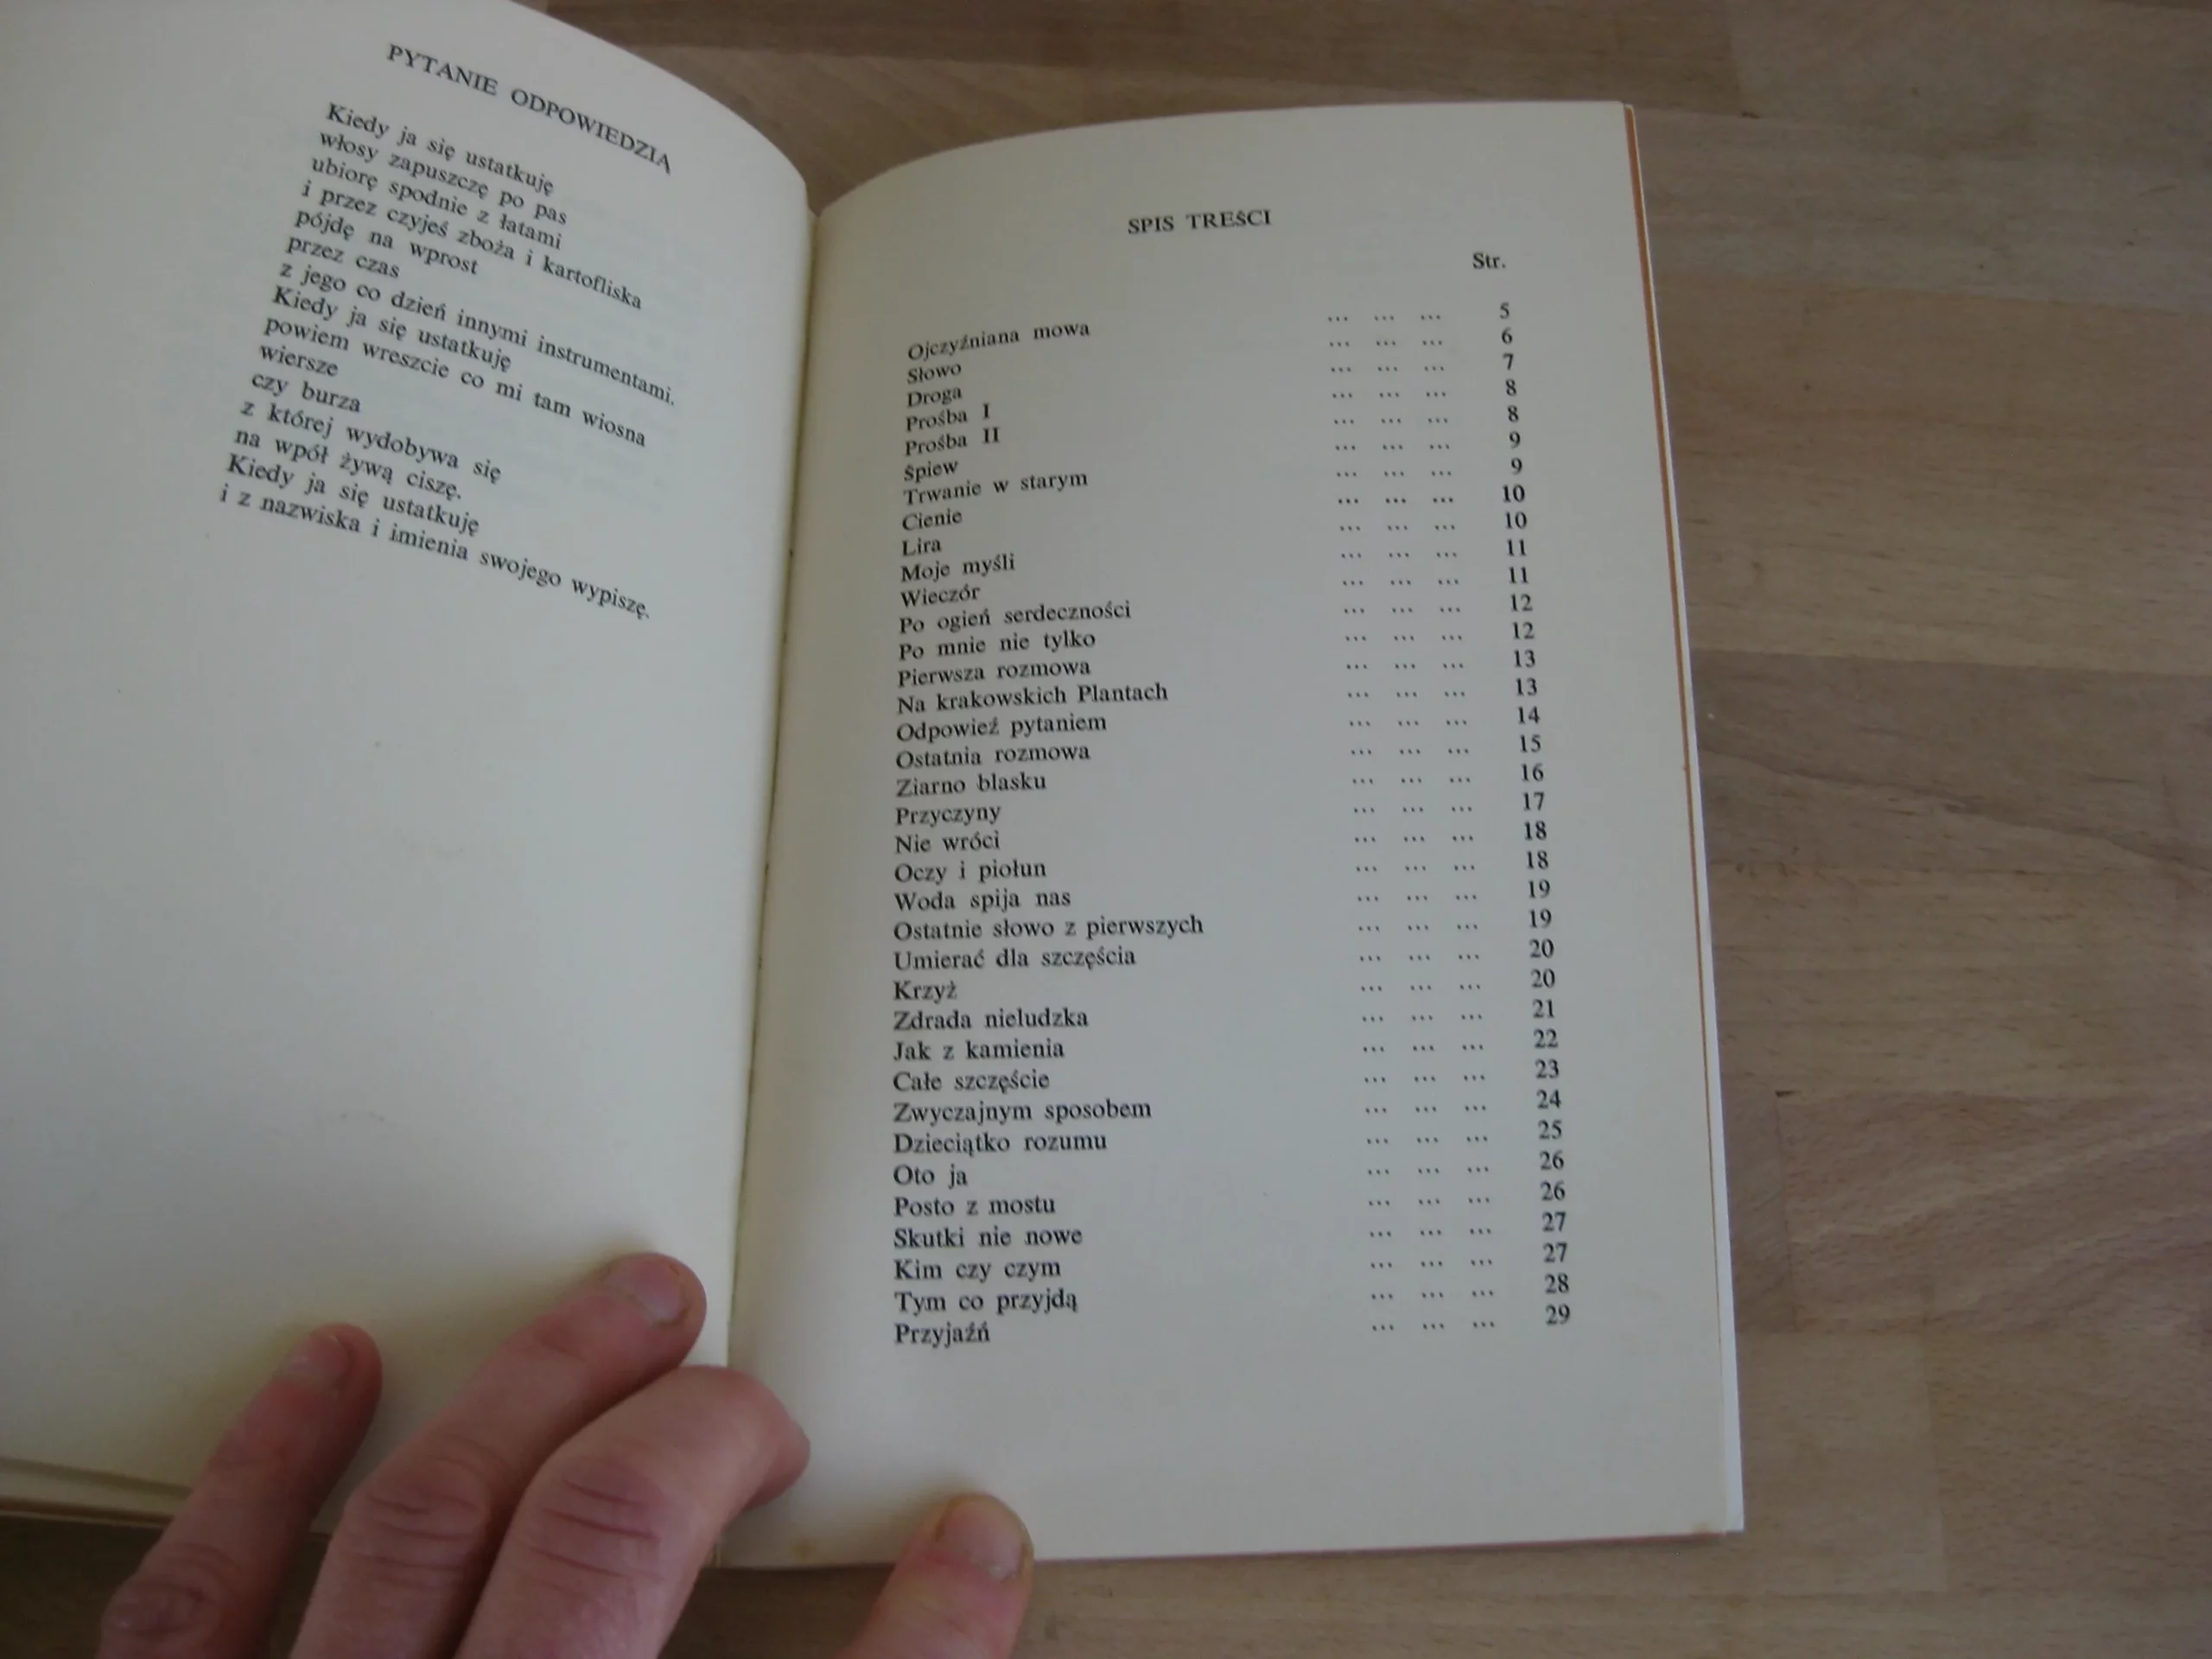 PYTANIE ODPOWIEDZIĄ
Kiedy ja się ustatkuję
włosy zapuszczę po pas
ubiorę spodnie z łatami
i przez czyjeś zboża i kartofliska
pójdę na wprost
przez czas
z jego co dzień innymi instrumentami.
Kiedy ja się ustatkuję
powiem wreszcie co mi tam wiosna
wiersze
czy burza
z której wydobywa się
na wpół żywą ciszę.
Kiedy ja się ustatkuję
i z nazwiska i imienia swojego wypiszę.
SPIS TREŚCI
Str.
Ojczyźniana mowa ... ... ... 5
Słowo ... ... ... 6
Droga ... ... ... 7
Prośba I ... ... ... 8
Prośba II ... ... ... 8
Śpiew ... ... ... 9
Trwanie w starym ... ... ... 9
Cienie ... ... ... 10
Lira ... ... ... 10
Moje myśli ... ... ... 11
Wieczór ... ... ... 11
Po ogień serdeczności ... ... ... 12
Po mnie nie tylko ... ... ... 12
Pierwsza rozmowa ... ... ... 13
Na krakowskich Plantach ... ... ... 13
Odpowieź pytaniem ... ... ... 14
Ostatnia rozmowa ... ... ... 15
Ziarno blasku ... ... ... 16
Przyczyny ... ... ... 17
Nie wróci ... ... ... 18
Oczy i piołun ... ... ... 18
Woda spija nas ... ... ... 19
Ostatnie słowo z pierwszych ... ... ... 19
Umierać dla szczęścia ... ... ... 20
Krzyż ... ... ... 20
Zdrada nieludzka ... ... ... 21
Jak z kamienia ... ... ... 22
Całe szczęście ... ... ... 23
Zwyczajnym sposobem ... ... ... 24
Dzieciątko rozumu ... ... ... 25
Oto ja ... ... ... 26
Posto z mostu ... ... ... 26
Skutki nie nowe ... ... ... 27
Kim czy czym ... ... ... 27
Tym co przyjdą ... ... ... 28
Przyjaźń ... ... ... 29